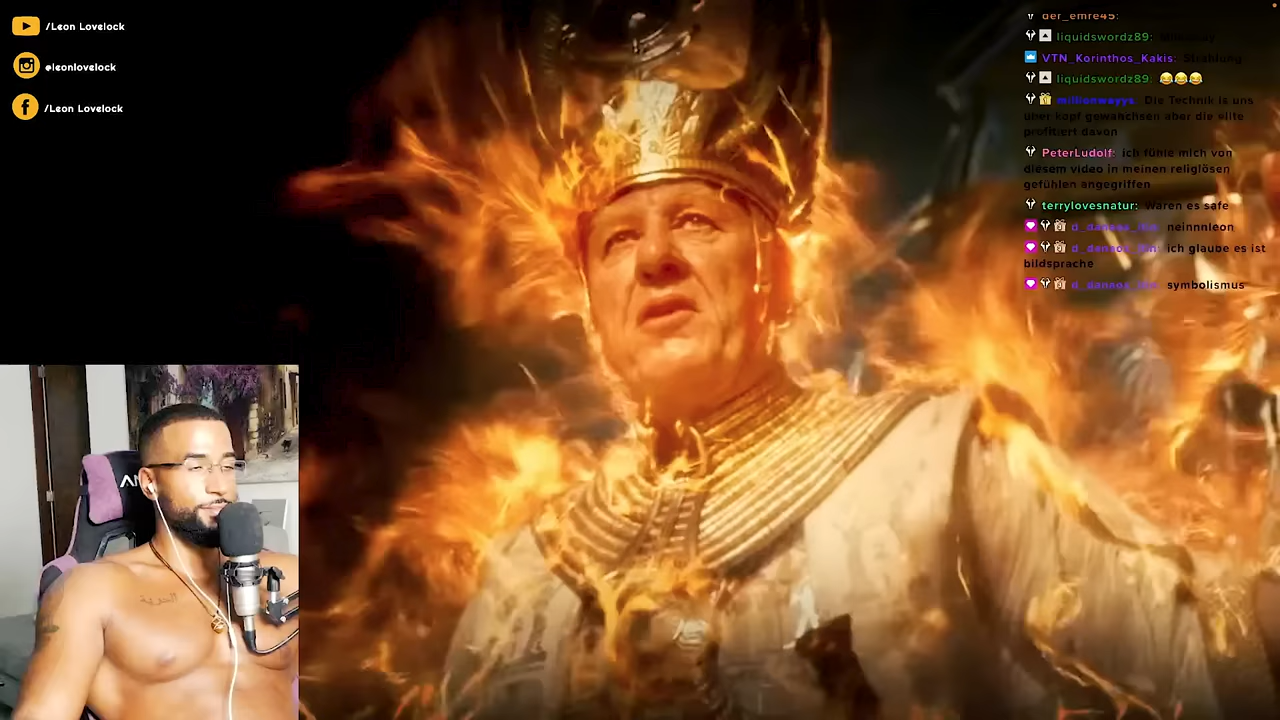 /Leon Lovelock
@leonlovelock
/Leon Lovelock
der_emre45:
liquidswordz89:
VTN_Korinthos_Kakis: Strahlung
liquidswordz89: 😂😂😂
millionwayys: Die Technik is uns
über kopf gewachsen aber die elite
profitiert davon
PeterLudolf: ich fühle mich von
diesem video in meinen religiösen
gefühlen angegriffen
terrylovesnatur: Waren es safe
neinnnleon
ich glaube es ist
bildsprache
symbolismus
الحرية